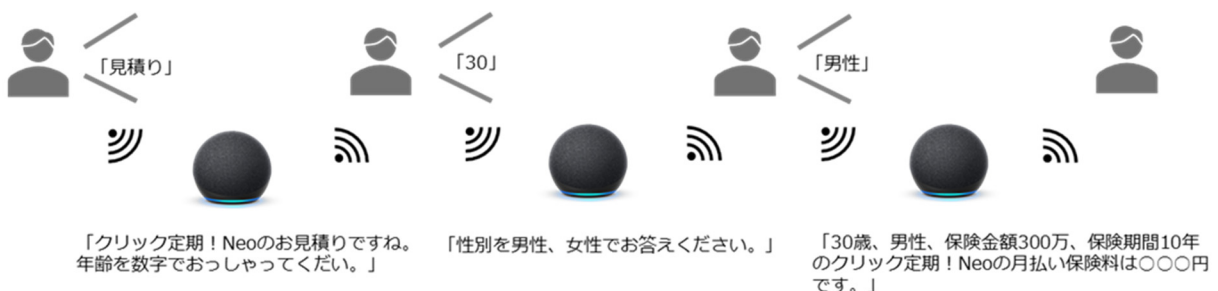 「見積り」
「30」
「男性」
「クリック定期！Neoのお見積りですね。
年齢を数字でおっしゃってくだい。」
「性別を男性、女性でお答えください。」
「30歳、男性、保険金額300万、保険期間10年
のクリック定期！Neoの月払い保険料は○○○円
です。」